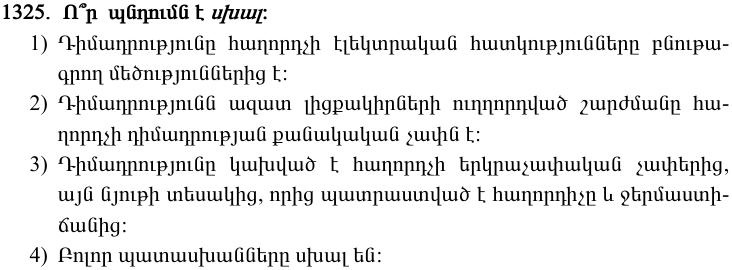 1325. Ո՞ր պնդումն է սխալ:
1) Դիմադրությունը հաղորդչի էլեկտրական հատկությունները բնութա-
գրող մեծություններից է:
2) Դիմադրությունն ազատ լիցքակիրների ուղղորդված շարժմանը հա-
ղորդչի դիմադրության քանակական չափն է:
3) Դիմադրությունը կախված է հաղորդչի երկրաչափական չափերից,
այն նյութի տեսակից, որից պատրաստված է հաղորդիչը և ջերմաստի-
ճանից:
4) Բոլոր պատասխանները սխալ են: